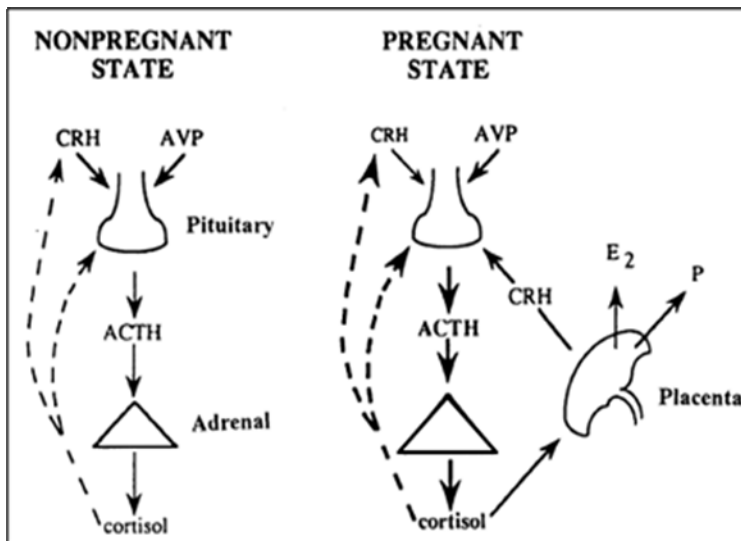 NONPREGNANT
STATE
CRH
AVP
Pituitary
ACTH
Adrenal
cortisol
PREGNANT
STATE
CRH
AVP
CRH
E2
P
ACTH
Placenta
cortisol